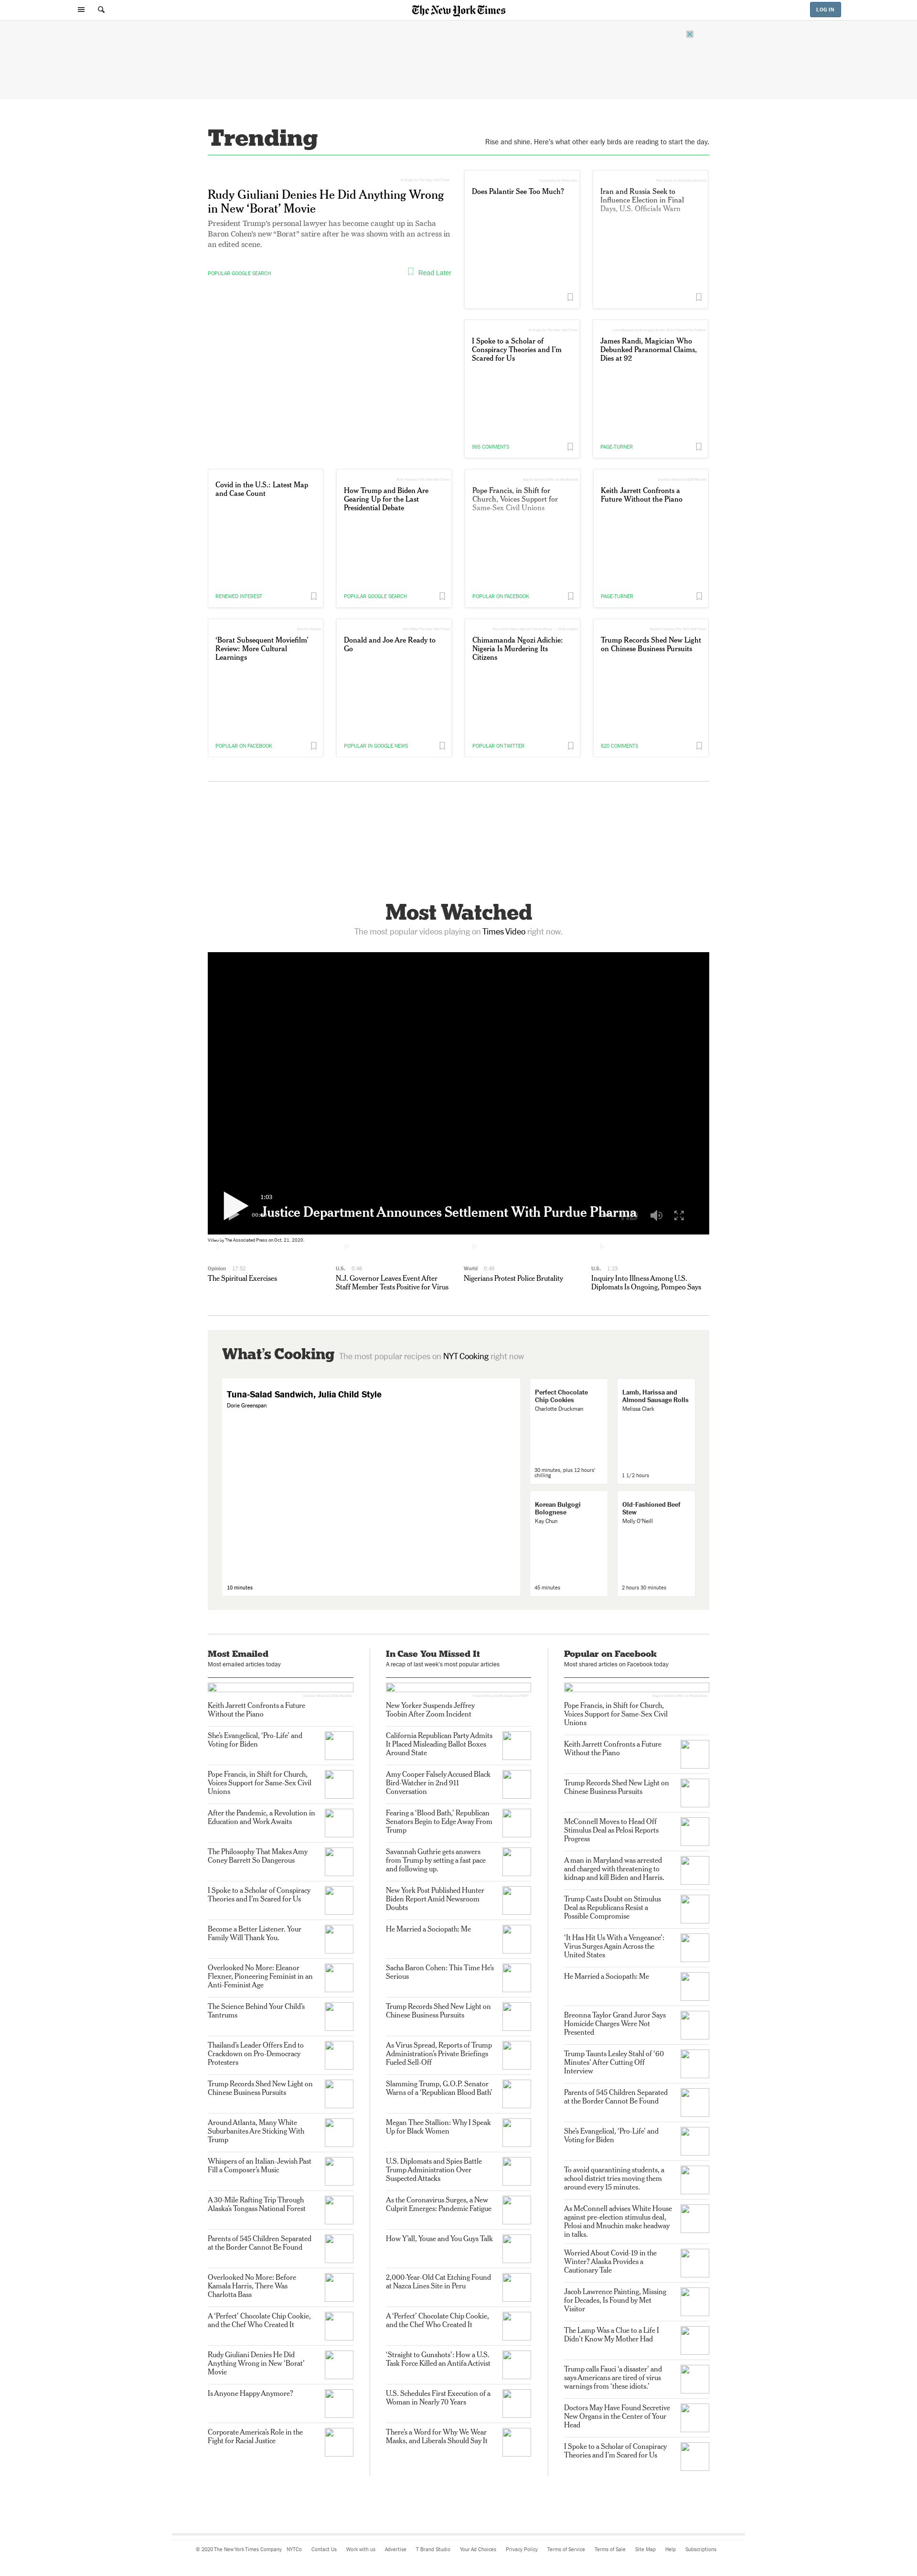 The New York Times
LOG IN
Trending
Rise and shine. Here's what other early birds are reading to start the day.
Rudy Giuliani Denies He Did Anything Wrong
in New ‘Borat’ Movie
President Trump's personal lawyer has become caught up in Sacha
Baron Cohen's new “Borat” satire after he was shown with an actress in
an edited scene.
POPULAR GOOGLE SEARCH
Read Later
Does Palantir See Too Much?
Iran and Russia Seek to
Influence Election in Final
Days, U.S. Officials Warn
I Spoke to a Scholar of
Conspiracy Theories and I'm
Scared for Us
995 COMMENTS
James Randi, Magician Who
Debunked Paranormal Claims,
Dies at 92
PAGE-TURNER
Covid in the U.S.: Latest Map
and Case Count
RENEWED INTEREST
How Trump and Biden Are
Gearing Up for the Last
Presidential Debate
POPULAR GOOGLE SEARCH
Pope Francis, in Shift for
Church, Voices Support for
Same-Sex Civil Unions
POPULAR ON FACEBOOK
Keith Jarrett Confronts a
Future Without the Piano
PAGE-TURNER
‘Borat Subsequent Moviefilm’
Review: More Cultural
Learnings
POPULAR ON FACEBOOK
Donald and Joe Are Ready to
Go
POPULAR IN GOOGLE NEWS
Chimamanda Ngozi Adichie:
Nigeria Is Murdering Its
Citizens
POPULAR ON TWITTER
Trump Records Shed New Light
on Chinese Business Pursuits
620 COMMENTS
Most Watched
The most popular videos playing on Times Video right now.
1:03
Justice Department Announces Settlement With Purdue Pharma
by The Associated Press on Oct. 21, 2020.
Opinion 17:52
The Spiritual Exercises
U.S. 0:46
N.J. Governor Leaves Event After
Staff Member Tests Positive for Virus
World 0:49
Nigerians Protest Police Brutality
U.S. 1:23
Inquiry Into Illness Among U.S.
Diplomats Is Ongoing, Pompeo Says
What's Cooking The most popular recipes on NYT Cooking right now
Tuna-Salad Sandwich, Julia Child Style
Dorie Greenspan
10 minutes
Perfect Chocolate
Chip Cookies
Charlotte Druckman
30 minutes, plus 12 hours'
chilling
Lamb, Harissa and
Almond Sausage Rolls
Melissa Clark
1 1/2 hours
Korean Bulgogi
Bolognese
Kay Chun
45 minutes
Old-Fashioned Beef
Stew
Molly O'Neill
2 hours 30 minutes
Most Emailed
Most emailed articles today
Keith Jarrett Confronts a Future
Without the Piano
She's Evangelical, ‘Pro-Life’ and
Voting for Biden
Pope Francis, in Shift for Church,
Voices Support for Same-Sex Civil
Unions
After the Pandemic, a Revolution in
Education and Work Awaits
The Philosophy That Makes Amy
Coney Barrett So Dangerous
I Spoke to a Scholar of Conspiracy
Theories and I'm Scared for Us
Become a Better Listener. Your
Family Will Thank You.
Overlooked No More: Eleanor
Flexner, Pioneering Feminist in an
Anti-Feminist Age
The Science Behind Your Child's
Tantrums
Thailand's Leader Offers End to
Crackdown on Pro-Democracy
Protesters
Trump Records Shed New Light on
Chinese Business Pursuits
Around Atlanta, Many White
Suburbanites Are Sticking With
Trump
Whispers of an Italian-Jewish Past
Fill a Composer's Music
A 30-Mile Rafting Trip Through
Alaska's Tongass National Forest
Parents of 545 Children Separated
at the Border Cannot Be Found
Overlooked No More: Before
Kamala Harris, There Was
Charlotta Bass
A ‘Perfect’ Chocolate Chip Cookie,
and the Chef Who Created It
Rudy Giuliani Denies He Did
Anything Wrong in New ‘Borat’
Movie
Is Anyone Happy Anymore?
Corporate America's Role in the
Fight for Racial Justice
In Case You Missed It
A recap of last week's most popular articles
New Yorker Suspends Jeffrey
Toobin After Zoom Incident
California Republican Party Admits
It Placed Misleading Ballot Boxes
Around State
Amy Cooper Falsely Accused Black
Bird-Watcher in 2nd 911
Conversation
Fearing a ‘Blood Bath,’ Republican
Senators Begin to Edge Away From
Trump
Savannah Guthrie gets answers
from Trump by setting a fast pace
and following up.
New York Post Published Hunter
Biden Report Amid Newsroom
Doubts
He Married a Sociopath: Me
Sacha Baron Cohen: This Time He's
Serious
Trump Records Shed New Light on
Chinese Business Pursuits
As Virus Spread, Reports of Trump
Administration's Private Briefings
Fueled Sell-Off
Slamming Trump, G.O.P. Senator
Warns of a ‘Republican Blood Bath’
Megan Thee Stallion: Why I Speak
Up for Black Women
U.S. Diplomats and Spies Battle
Trump Administration Over
Suspected Attacks
As the Coronavirus Surges, a New
Culprit Emerges: Pandemic Fatigue
How Y'all, Youse and You Guys Talk
2,000-Year-Old Cat Etching Found
at Nazca Lines Site in Peru
A ‘Perfect’ Chocolate Chip Cookie,
and the Chef Who Created It
‘Straight to Gunshots’: How a U.S.
Task Force Killed an Antifa Activist
U.S. Schedules First Execution of a
Woman in Nearly 70 Years
There's a Word for Why We Wear
Masks, and Liberals Should Say It
Popular on Facebook
Most shared articles on Facebook today
Pope Francis, in Shift for Church,
Voices Support for Same-Sex Civil
Unions
Keith Jarrett Confronts a Future
Without the Piano
Trump Records Shed New Light on
Chinese Business Pursuits
McConnell Moves to Head Off
Stimulus Deal as Pelosi Reports
Progress
A man in Maryland was arrested
and charged with threatening to
kidnap and kill Biden and Harris.
Trump Casts Doubt on Stimulus
Deal as Republicans Resist a
Possible Compromise
‘It Has Hit Us With a Vengeance’:
Virus Surges Again Across the
United States
He Married a Sociopath: Me
Breonna Taylor Grand Juror Says
Homicide Charges Were Not
Presented
Trump Taunts Lesley Stahl of ‘60
Minutes’ After Cutting Off
Interview
Parents of 545 Children Separated
at the Border Cannot Be Found
She's Evangelical, ‘Pro-Life’ and
Voting for Biden
To avoid quarantining students, a
school district tries moving them
around every 15 minutes.
As McConnell advises White House
against pre-election stimulus deal,
Pelosi and Mnuchin make headway
in talks.
Worried About Covid-19 in the
Winter? Alaska Provides a
Cautionary Tale
Jacob Lawrence Painting, Missing
for Decades, Is Found by Met
Visitor
The Lamp Was a Clue to a Life I
Didn't Know My Mother Had
Trump calls Fauci ‘a disaster’ and
says Americans are tired of virus
warnings from ‘these idiots.’
Doctors May Have Found Secretive
New Organs in the Center of Your
Head
I Spoke to a Scholar of Conspiracy
Theories and I'm Scared for Us
© 2020 The New York Times Company NYTCo Contact Us Work with us Advertise T Brand Studio Your Ad Choices Privacy Policy Terms of Service Terms of Sale Site Map Help Subscriptions